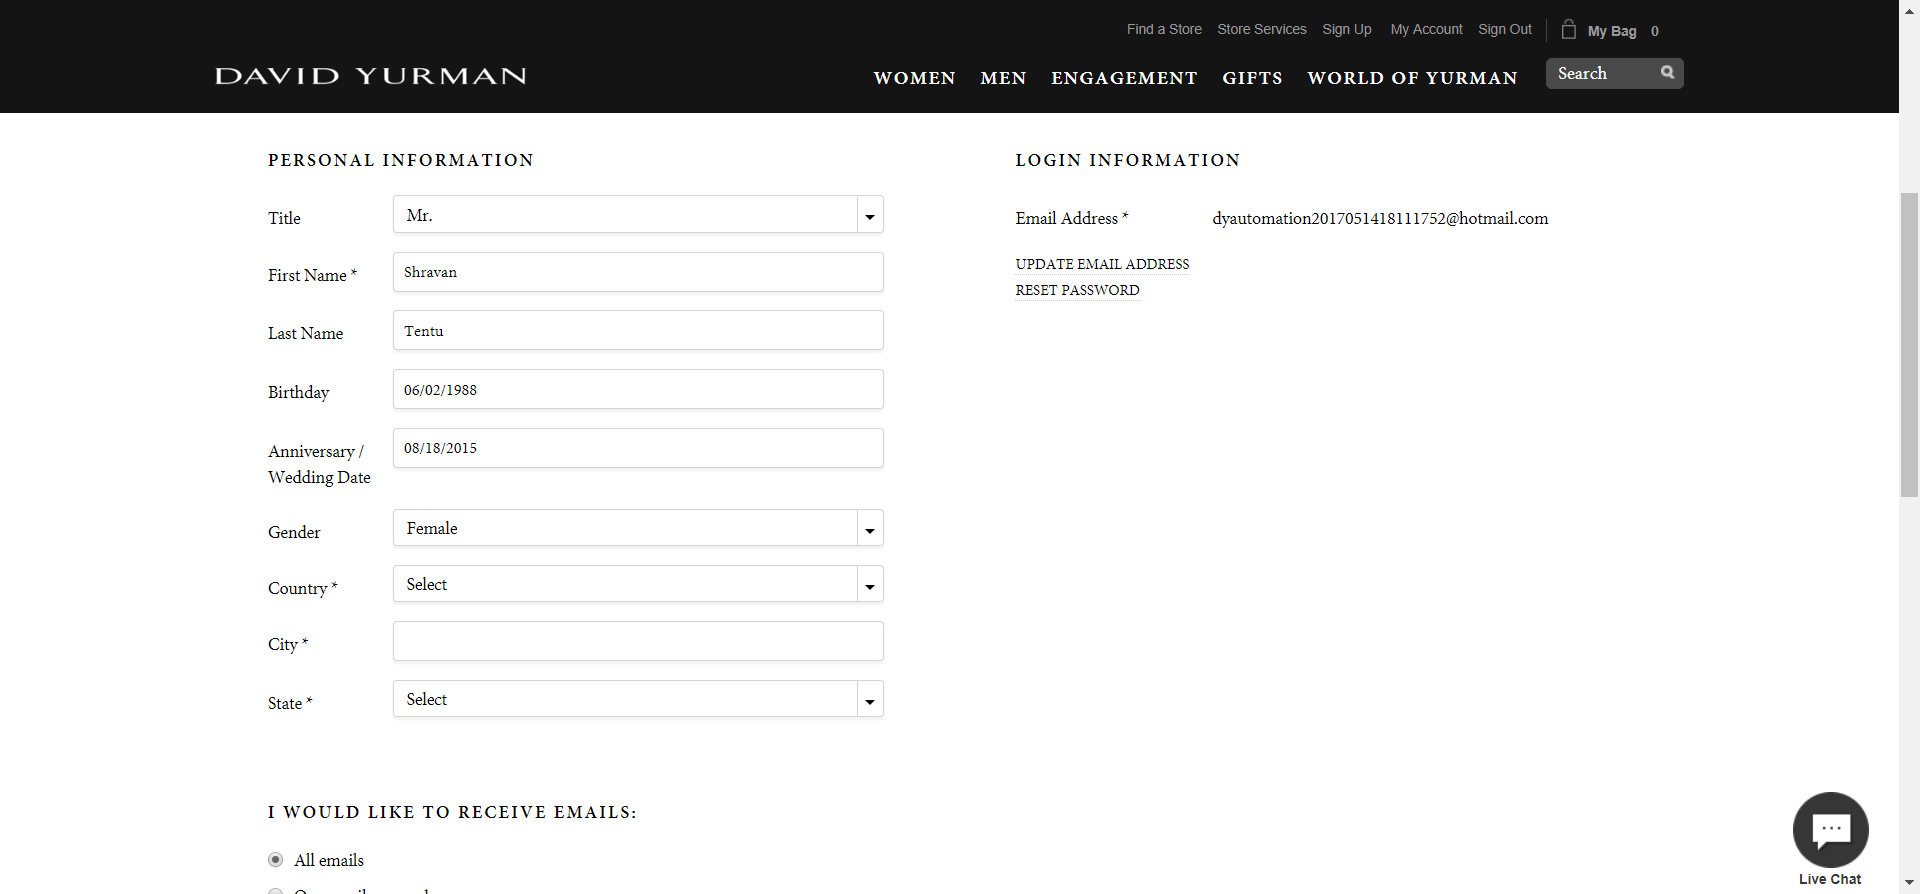 Find a Store Store Services Sign Up My Account Sign Out My Bag 0
DAVID YURMAN
WOMEN MEN ENGAGEMENT GIFTS WORLD OF YURMAN Search
PERSONAL INFORMATION
Title Mr.
First Name * Shravan
Last Name Tentu
Birthday 06/02/1988
Anniversary / 08/18/2015
Wedding Date
Gender Female
Country * Select
City *
State * Select
LOGIN INFORMATION
Email Address * dyautomation2017051418111752@hotmail.com
UPDATE EMAIL ADDRESS
RESET PASSWORD
I WOULD LIKE TO RECEIVE EMAILS:
All emails
Live Chat